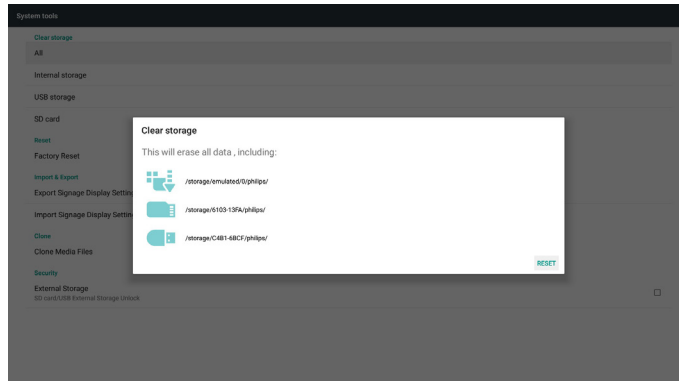 System tools
Clear storage
All
Internal storage
USB storage
SD card
Reset
Factory Reset
Import & Export
Export Signage Display Setting
Import Signage Display Settin
Clone
Clone Media Files
Security
External Storage
SD card/USB External Storage Unlock
Clear storage
This will erase all data , including:
/storage/emulated/0/philips/
/storage/6103-13FA/philips/
/storage/C4B1-6BCF/philips/
RESET